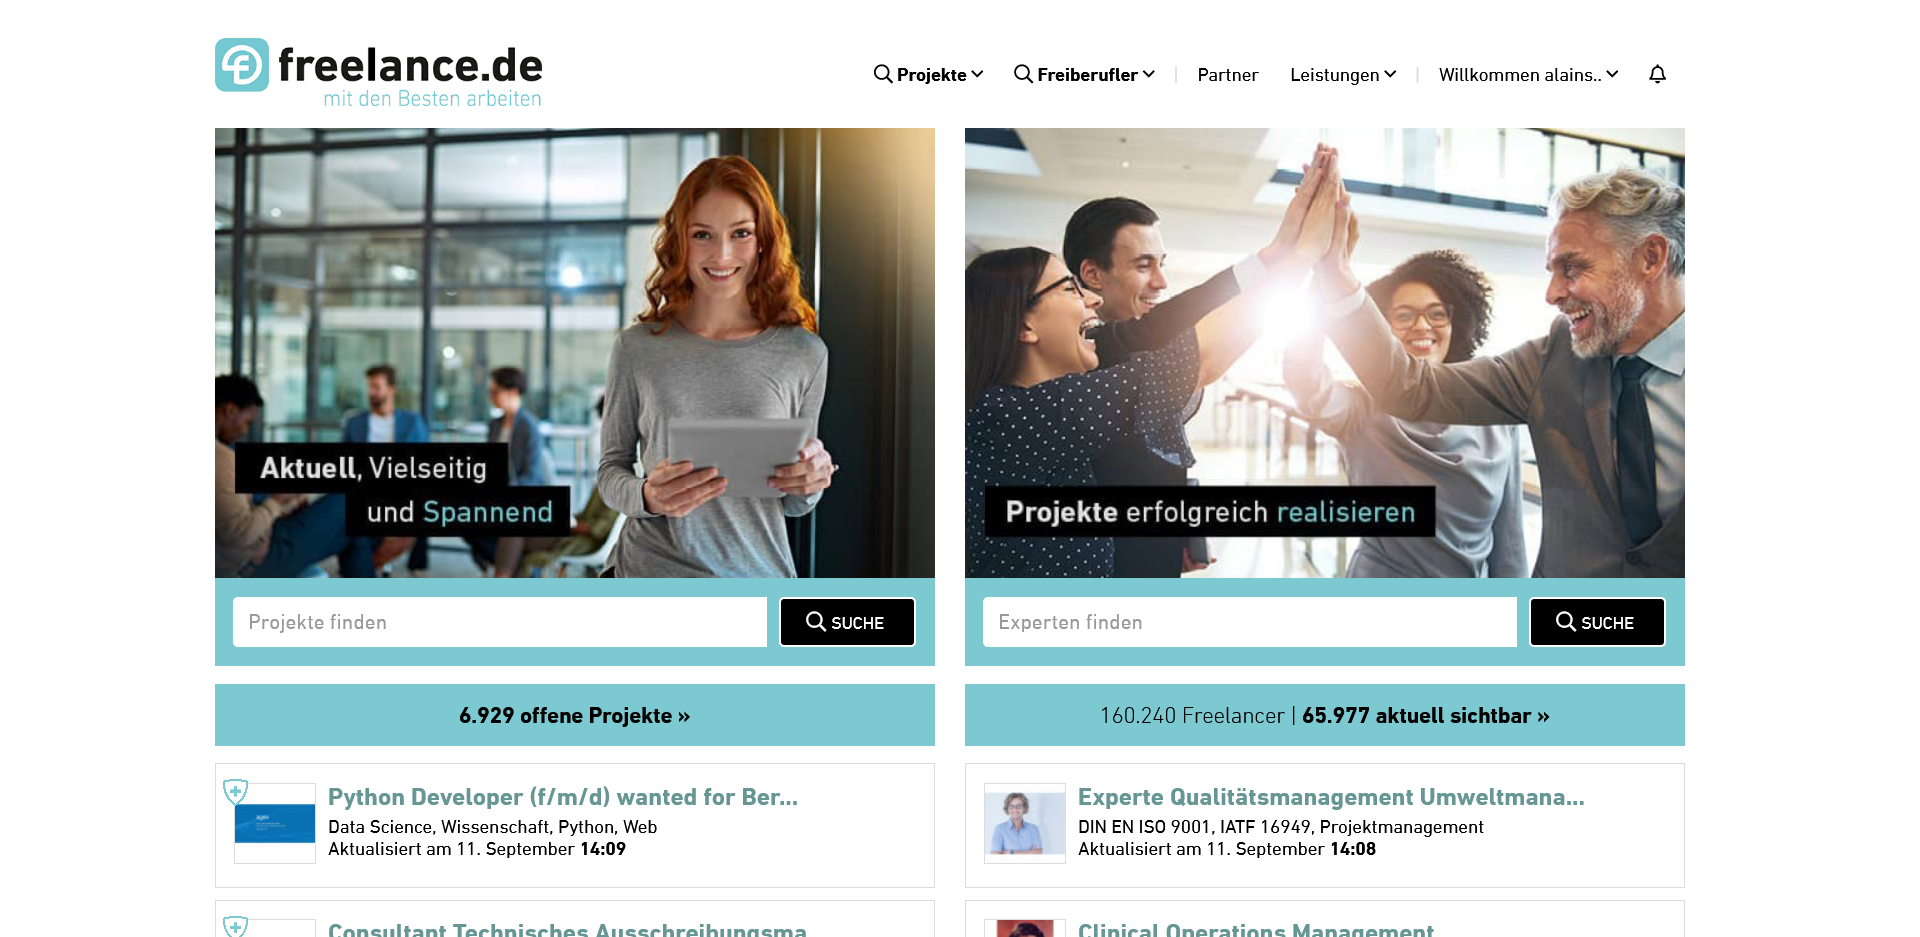 freelance.de
mit den Besten arbeiten
Projekte
Freiberufler
Partner
Leistungen
Willkommen alains..
Aktuell, Vielseitig
und Spannend
Projekte finden
SUCHE
6.929 offene Projekte »
Python Developer (f/m/d) wanted for Ber...
Data Science, Wissenschaft, Python, Web
Aktualisiert am 11. September 14:09
Consultant Technisches Ausschreibungsma...
Projekte erfolgreich realisieren
Experten finden
SUCHE
160.240 Freelancer | 65.977 aktuell sichtbar »
Experte Qualitätsmanagement Umweltmana...
DIN EN ISO 9001, IATF 16949, Projektmanagement
Aktualisiert am 11. September 14:08
Clinical Operations Management